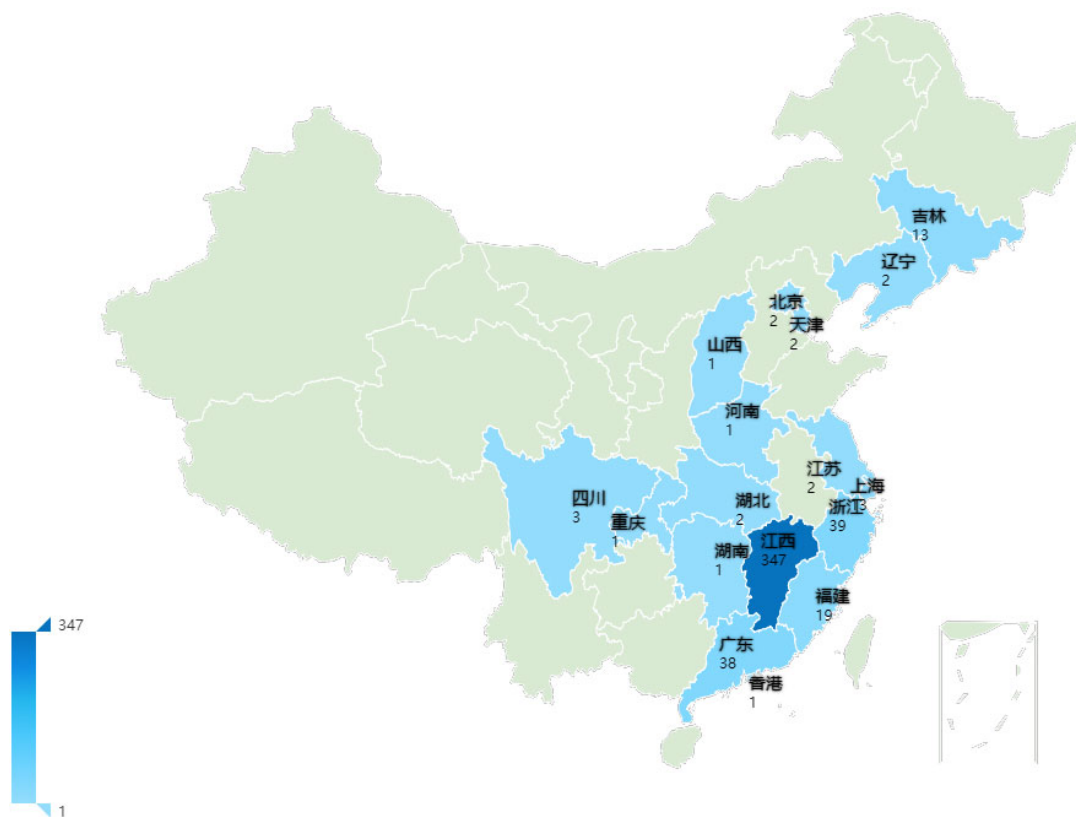 吉林
13
辽宁
2
北京
2
天津
2
山西
1
河南
1
江苏
2
上海
3
浙江
39
四川
3
重庆
1
湖北
2
湖南
1
江西
347
福建
19
广东
38
香港
1
347
1